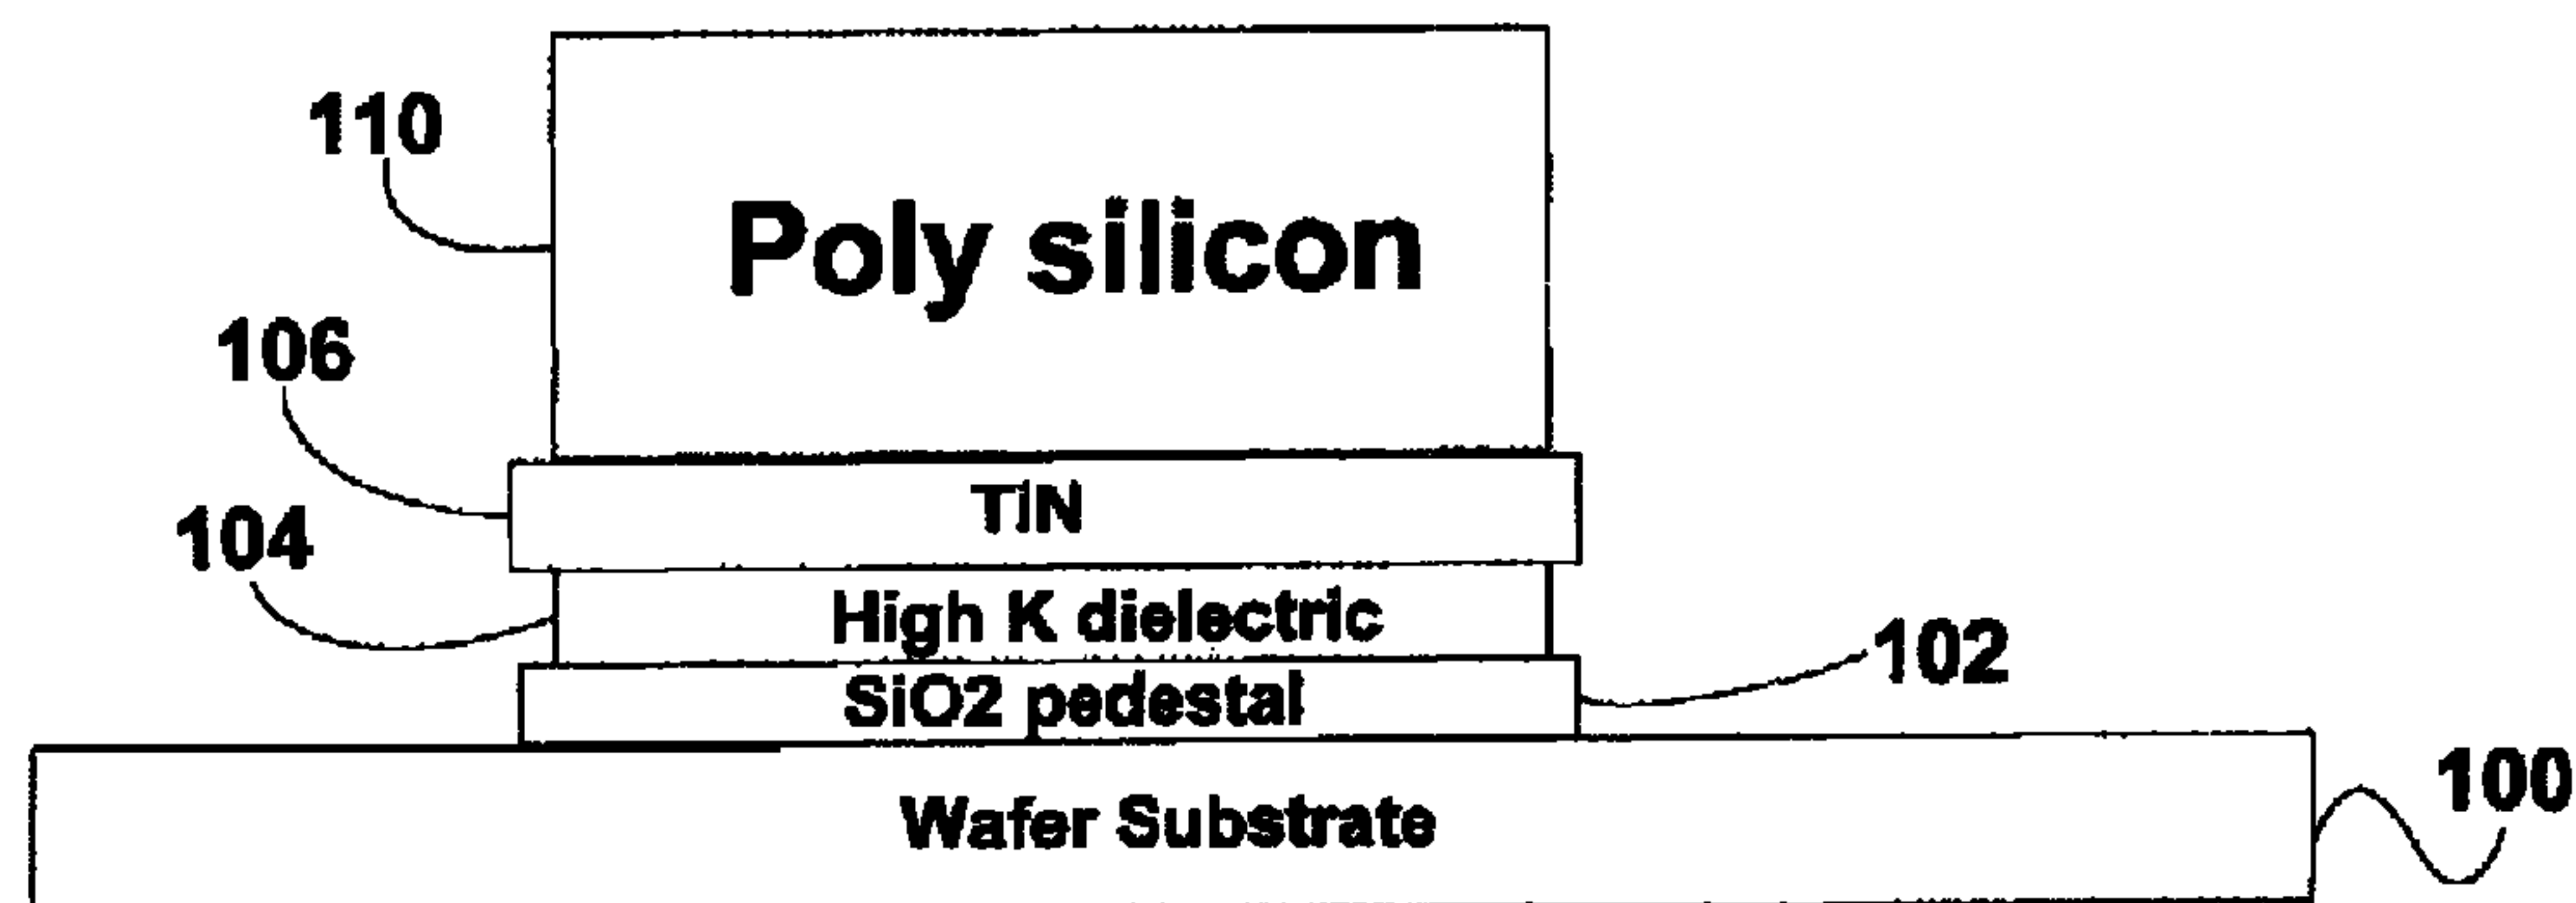 110
Poly silicon
106
TiN
104
High K dielectric
102
SiO2 pedestal
100
Wafer Substrate